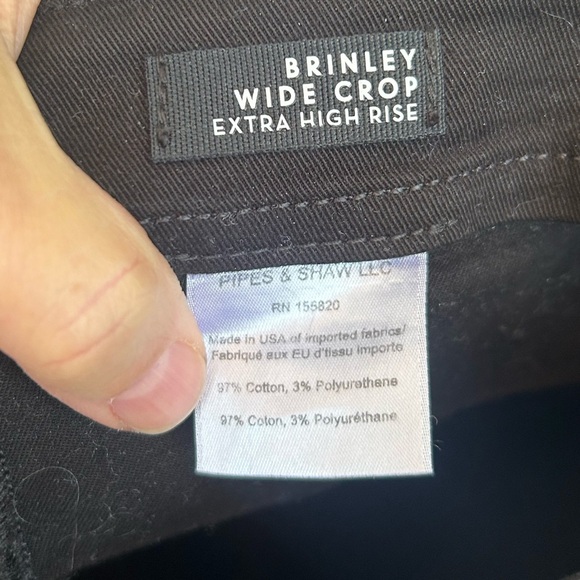 BRINLEY
WIDE CROP
EXTRA HIGH RISE
PIPES & SHAW LLC
RN 155820
Made in USA of imported fabrics/
Fabriqué aux EU d'tissu importe
97% Cotton, 3% Polyurethane
97% Coton, 3% Polyuréthane